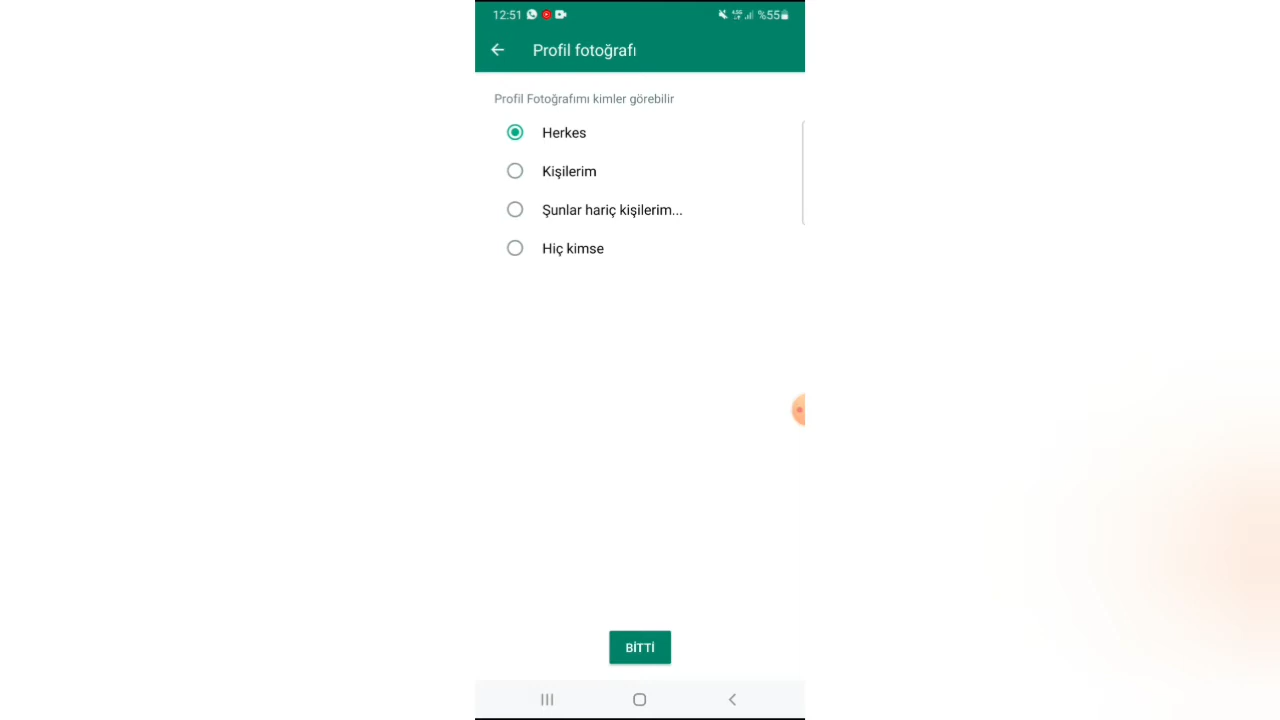 12:51 %55
Profil fotoğrafı
Profil Fotoğrafımı kimler görebilir
Herkes
Kişilerim
Şunlar hariç kişilerim...
Hiç kimse
BİTTİ